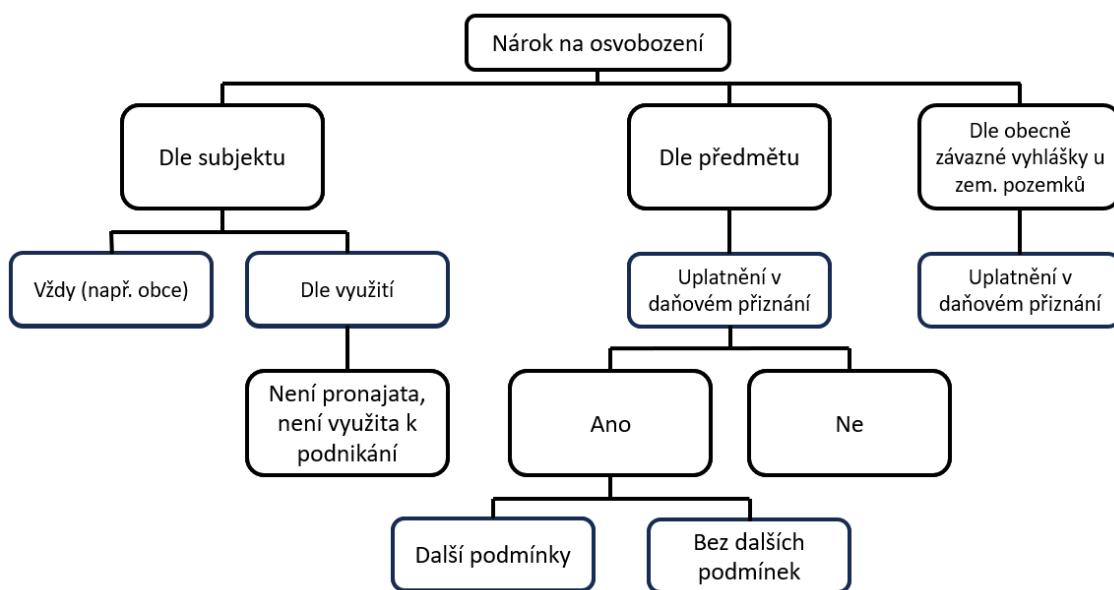 Nárok na osvobození
Dle subjektu
Dle předmětu
Dle obecně
závazné vyhlášky u
zem. pozemků
Vždy (např. obce)
Dle využití
Uplatnění v
daňovém přiznání
Uplatnění v
daňovém přiznání
Není pronajata,
není využita k
podnikání
Ano
Ne
Další podmínky
Bez dalších
podmínek